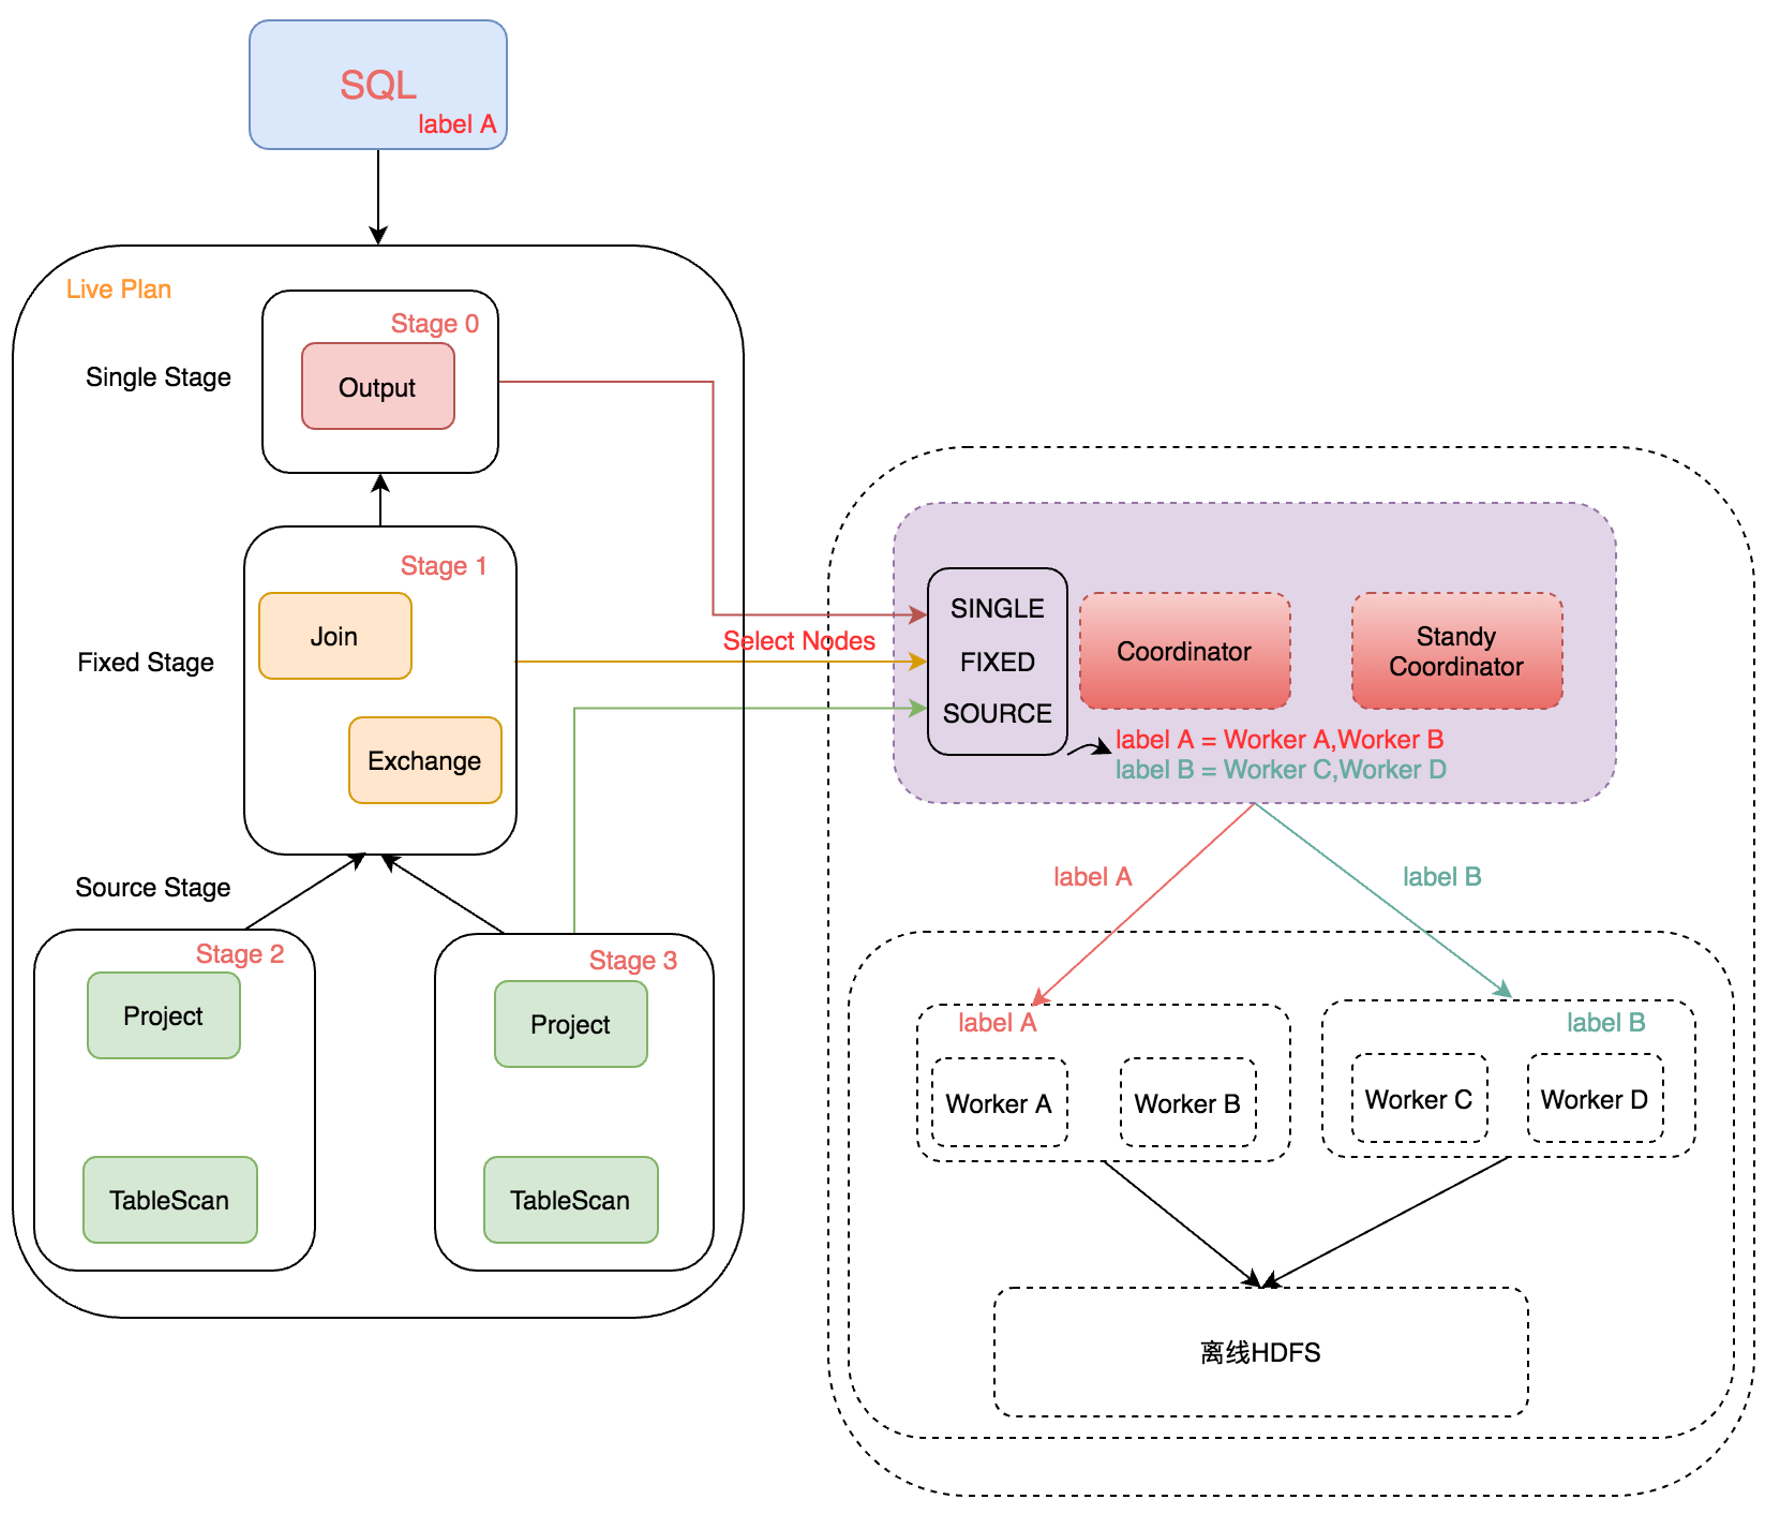 SQL
label A
Live Plan
Stage 0
Single Stage
Output
Stage 1
Join
Fixed Stage
Exchange
Source Stage
Stage 2
Project
TableScan
Stage 3
Project
TableScan
Select Nodes
SINGLE
FIXED
SOURCE
Coordinator
Standy
Coordinator
label A = Worker A,Worker B
label B = Worker C,Worker D
label A
label B
label A
Worker A
Worker B
label B
Worker C
Worker D
离线HDFS